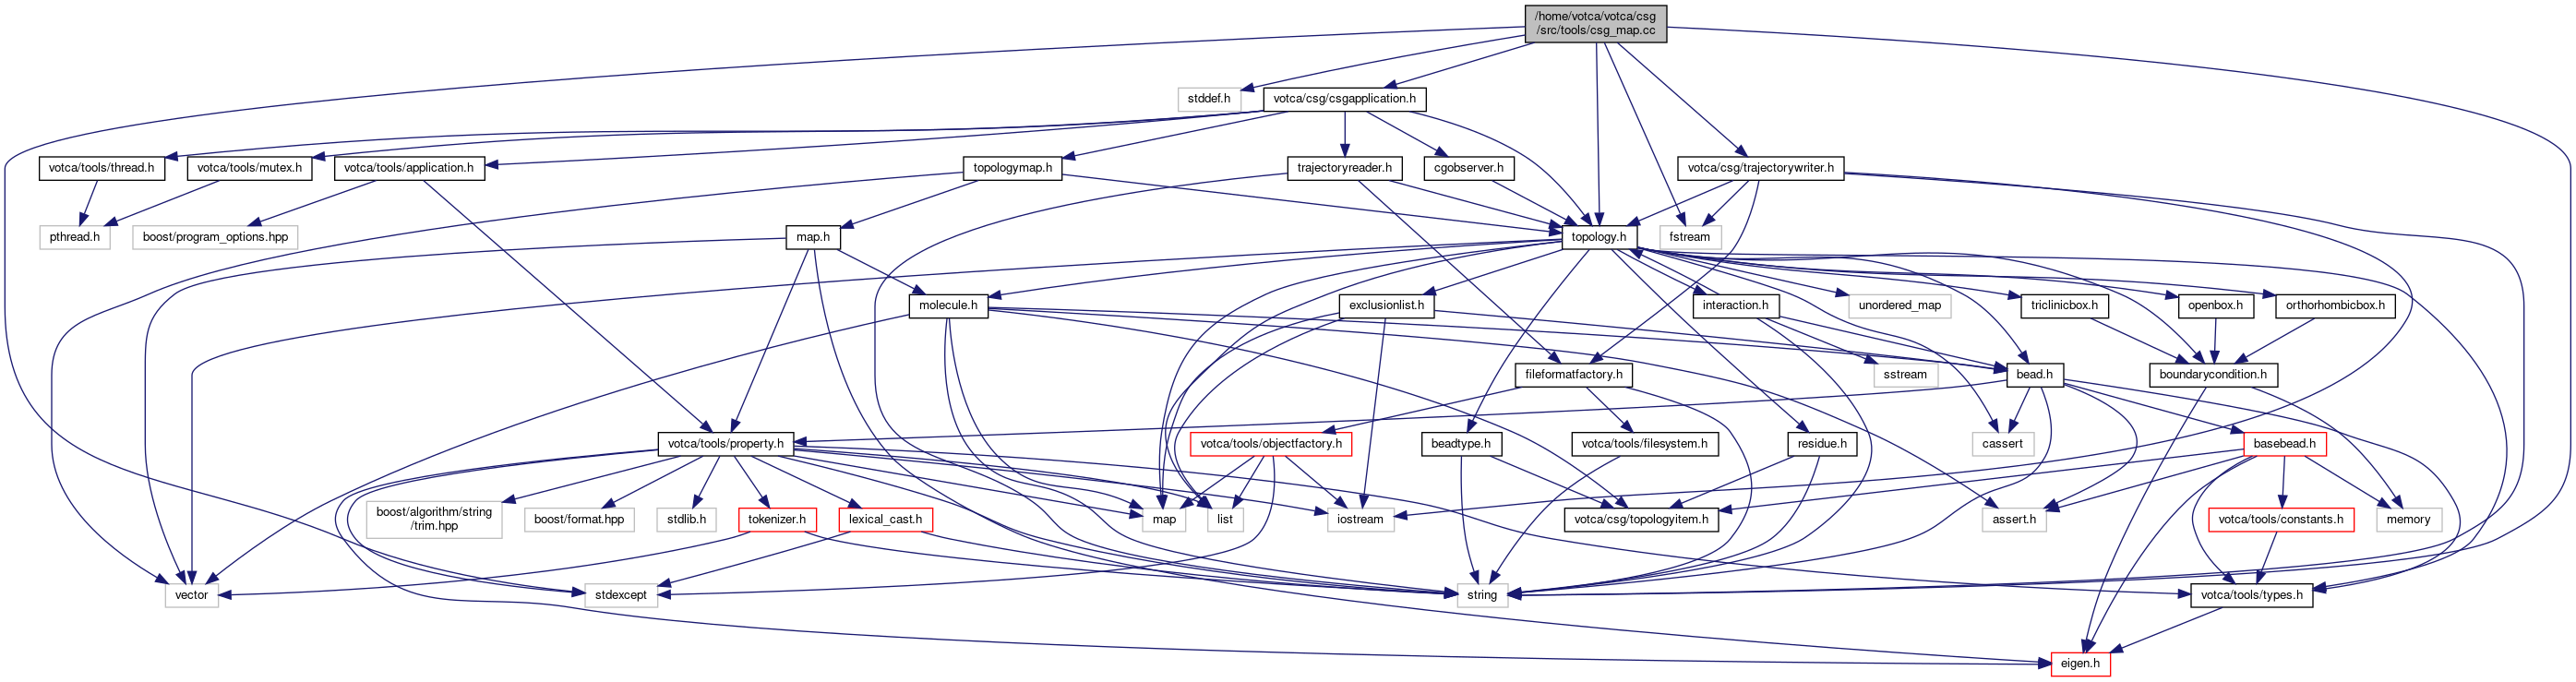 /home/votca/votca/csg
/src/tools/csg_map.cc
stddef.h
votca/csg/csgapplication.h
votca/tools/thread.h
votca/tools/mutex.h
votca/tools/application.h
topologymap.h
trajectoryreader.h
cgobserver.h
votca/csg/trajectorywriter.h
pthread.h
boost/program_options.hpp
map.h
topology.h
fstream
molecule.h
exclusionlist.h
interaction.h
unordered_map
triclinicbox.h
openbox.h
orthorhombicbox.h
fileformatfactory.h
sstream
bead.h
boundarycondition.h
votca/tools/property.h
votca/tools/objectfactory.h
beadtype.h
votca/tools/filesystem.h
residue.h
cassert
basebead.h
boost/algorithm/string
/trim.hpp
boost/format.hpp
stdlib.h
tokenizer.h
lexical_cast.h
map
list
iostream
votca/csg/topologyitem.h
assert.h
votca/tools/constants.h
memory
vector
stdexcept
string
votca/tools/types.h
eigen.h